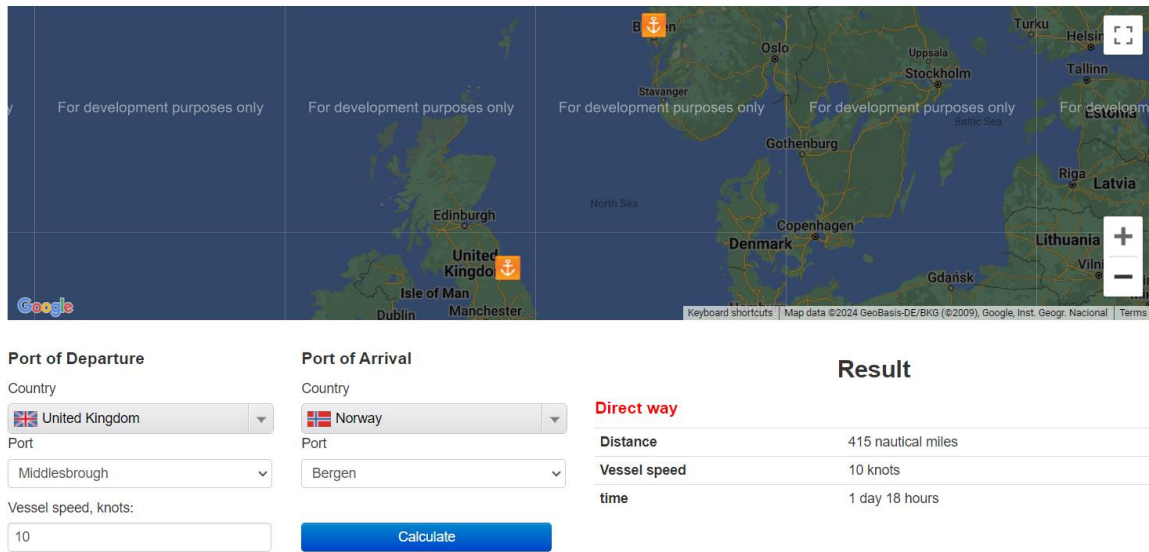 Turku
Oslo
Helsin
Uppsala
Stockholm
Tallinn
Stavanger
For development purposes only
For development purposes only
For development purposes only
For development purposes only
For developm
Baltic Sea
Estonia
Gothenburg
Riga
Latvia
North Sea
Edinburgh
Copenhagen
Denmark
Lithuania
United
Kingdo
Vilni
Gdańsk
Isle of Man
Google
Dublin
Manchester
Keyboard shortcuts
Map data ©2024 GeoBasis-DE/BKG (©2009), Google, Inst. Geogr. Nacional
Terms
Port of Departure
Port of Arrival
Result
Country
Country
United Kingdom
Norway
Direct way
Port
Port
Distance
415 nautical miles
Middlesbrough
Bergen
Vessel speed
10 knots
time
1 day 18 hours
Vessel speed, knots:
10
Calculate